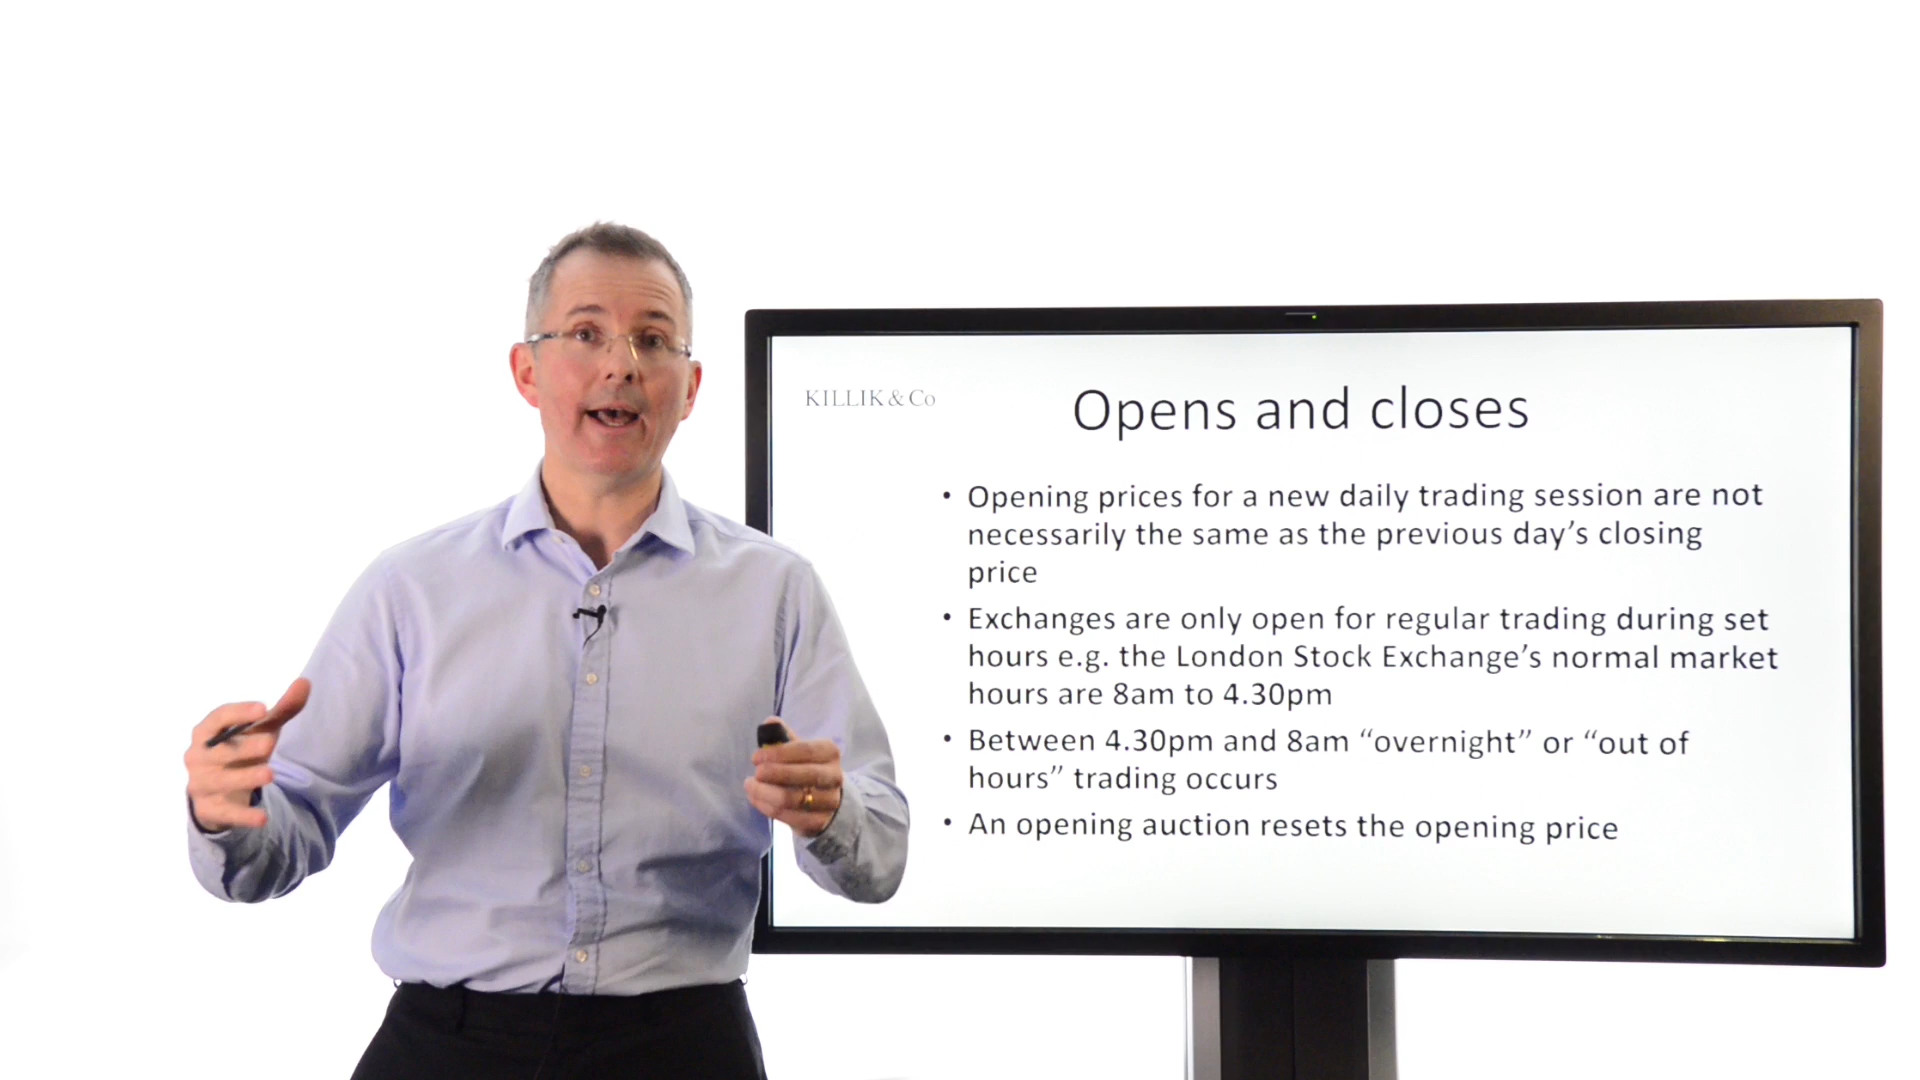 KILLIK & Co
Opens and closes
• Opening prices for a new daily trading session are not
necessarily the same as the previous day’s closing
price
• Exchanges are only open for regular trading during set
hours e.g. the London Stock Exchange’s normal market
hours are 8am to 4.30pm
• Between 4.30pm and 8am “overnight” or “out of
hours” trading occurs
• An opening auction resets the opening price